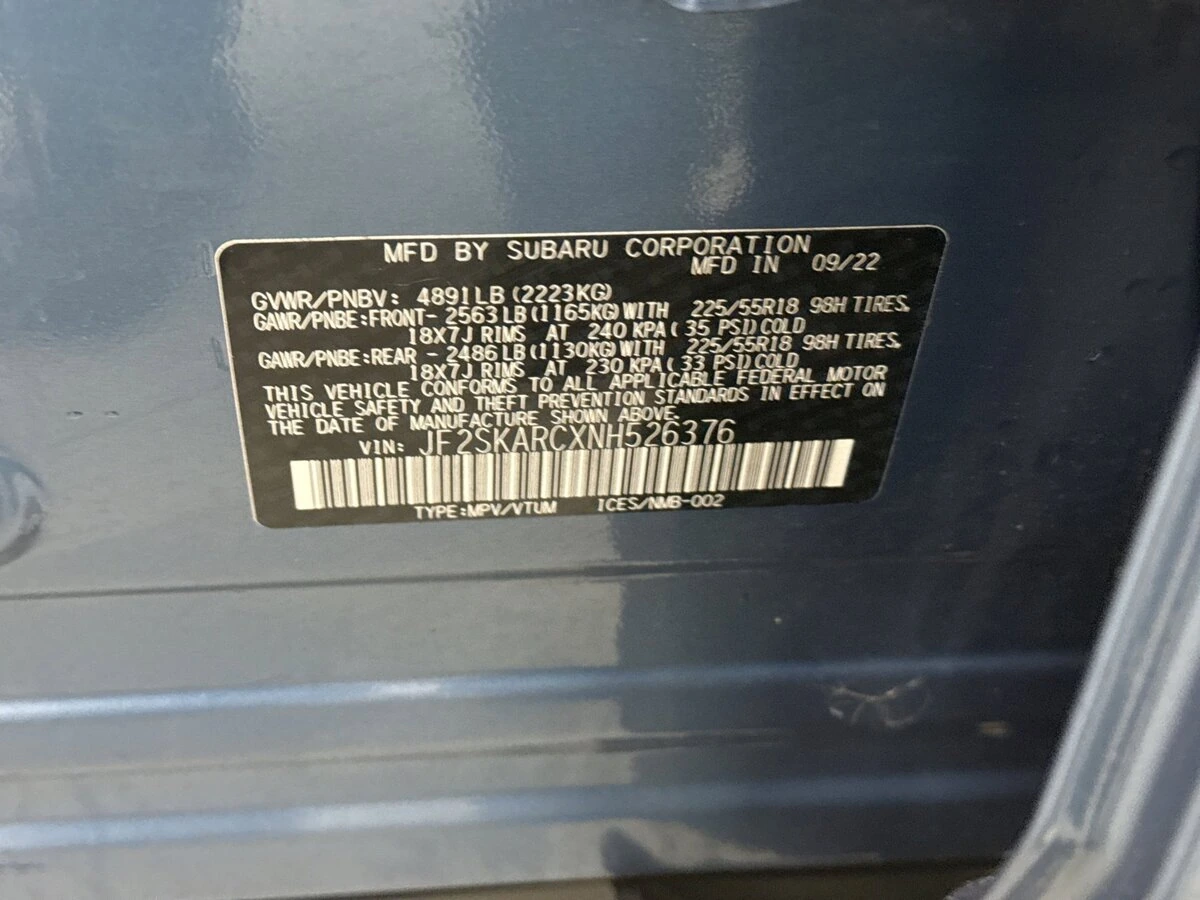 MFD BY SUBARU CORPORATION
MFD IN 09/22
GVWR/PNBV: 4891LB (2223KG)
GAWR/PNBE:FRONT- 2563LB(1165KG)WITH 225/55R18 98H TIRES,
18X7J RIMS AT 240 KPA( 35 PSI)COLD
GAWR/PNBE:REAR - 2486LB(1130KG)WITH 225/55R18 98H TIRES,
18X7J RIMS AT 230 KPA( 33 PSI)COLD
THIS VEHICLE CONFORMS TO ALL APPLICABLE FEDERAL MOTOR
VEHICLE SAFETY AND THEFT PREVENTION STANDARDS IN EFFECT ON
THE DATE OF MANUFACTURE SHOWN ABOVE.
VIN: JF2SKARCXNH526376
TYPE:MPV/VTUM ICES/NMB-002